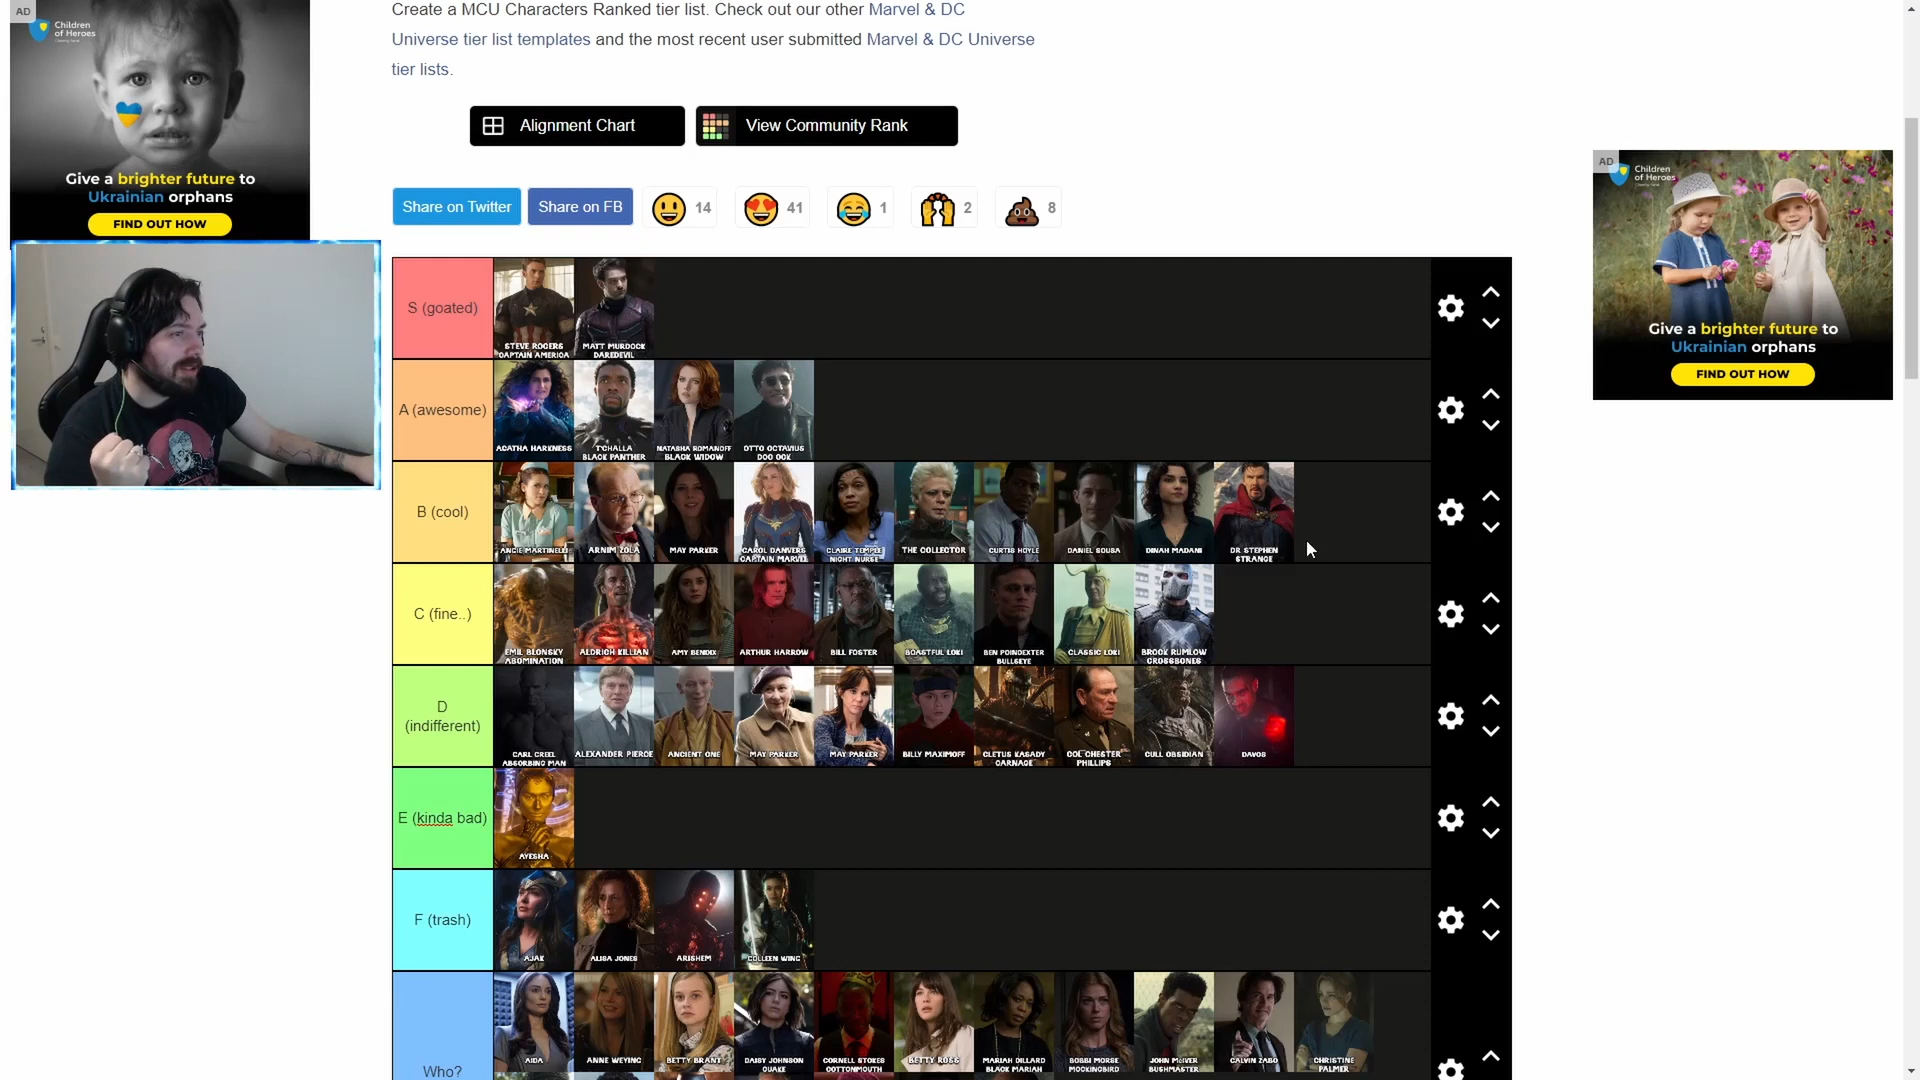 Create a MCU Characters Ranked tier list. Check out our other Marvel & DC
Universe tier list templates and the most recent user submitted Marvel & DC Universe
tier lists.
AD
Children
of Heroes
Give a brighter future to
Ukrainian orphans
FIND OUT HOW
Alignment Chart
View Community Rank
Share on Twitter
Share on FB
14
41
1
2
8
AD
Children
of Heroes
Give a brighter future to
Ukrainian orphans
FIND OUT HOW
S (goated)
STEVE ROGERS
CAPTAIN AMERICA
MATT MURDOCK
DAREDEVIL
A (awesome)
AGATHA HARKNESS
T'CHALLA
BLACK PANTHER
NATASHA ROMANOFF
BLACK WIDOW
OTTO OCTAVIUS
DOC OCK
B (cool)
ANGIE MARTINELLI
ARNIM ZOLA
MAY PARKER
CAROL DANVERS
CAPTAIN MARVEL
CLAIRE TEMPLE
NIGHT NURSE
THE COLLECTOR
CURTIS HOYLE
DANIEL SOUSA
DINAH MADANI
DR STEPHEN
STRANGE
C (fine..)
EMIL BLONSKY
ABOMINATION
ALDRICH KILLIAN
AMY BENDIX
ARTHUR HARROW
BILL FOSTER
BOASTFUL LOKI
BEN POINDEXTER
BULLSEYE
CLASSIC LOKI
BROCK RUMLOW
CROSSBONES
D
(indifferent)
CARL CREEL
ABSORBING MAN
ALEXANDER PIERCE
ANCIENT ONE
MAY PARKER
MAY PARKER
BILLY MAXIMOFF
CLETUS KASADY
CARNAGE
COL CHESTER
PHILLIPS
CULL OBSIDIAN
DAVOS
E (kinda bad)
AYESHA
F (trash)
AJAK
ALISA JONES
ARISHEM
COLLEEN WING
Who?
AIDA
ANNE WEYING
BETTY BRANT
DAISY JOHNSON
QUAKE
CORNELL STOKES
COTTONMOUTH
BETTY ROSS
MARIAH DILLARD
BLACK MARIAH
BOBBI MORSE
MOCKINGBIRD
JOHN MCIVER
BUSHMASTER
CALVIN ZABO
CHRISTINE
PALMER